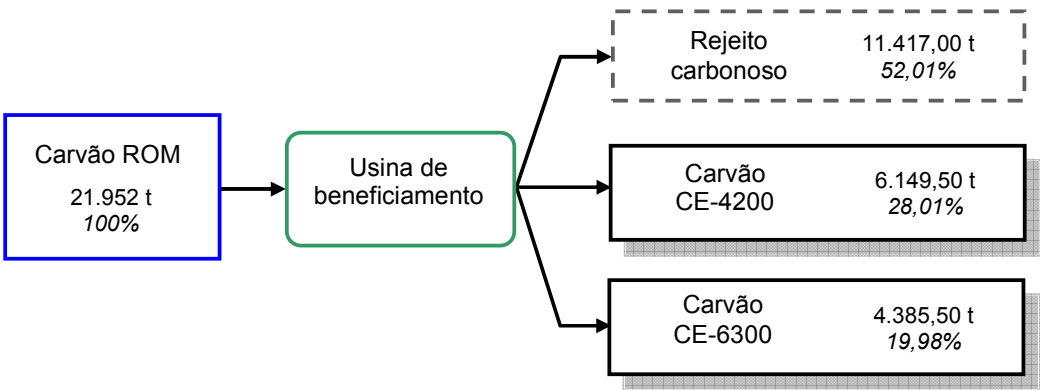 Carvão ROM
21.952 t
100%
Usina de
beneficiamento
Rejeito
carbonoso
11.417,00 t
52,01%
Carvão
CE-4200
6.149,50 t
28,01%
Carvão
CE-6300
4.385,50 t
19,98%